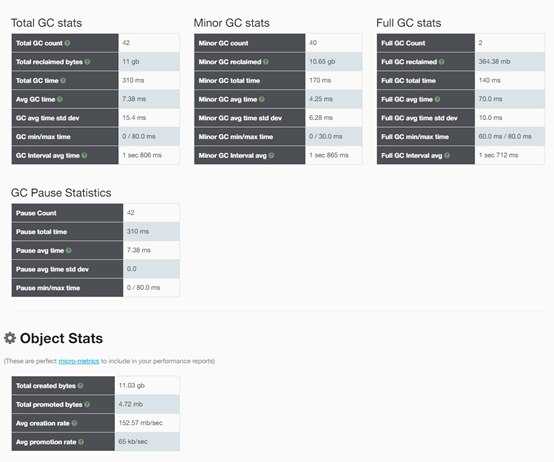 Total GC stats
Total GC count 42
Total reclaimed bytes 11 gb
Total GC time 310 ms
Avg GC time 7.38 ms
GC avg time std dev 15.4 ms
GC min/max time 0 / 80.0 ms
GC Interval avg time 1 sec 806 ms
Minor GC stats
Minor GC count 40
Minor GC reclaimed 10.65 gb
Minor GC total time 170 ms
Minor GC avg time 4.25 ms
Minor GC avg time std dev 6.28 ms
Minor GC min/max time 0 / 30.0 ms
Minor GC Interval avg 1 sec 865 ms
Full GC stats
Full GC Count 2
Full GC reclaimed 364.38 mb
Full GC total time 140 ms
Full GC avg time 70.0 ms
Full GC avg time std dev 10.0 ms
Full GC min/max time 60.0 ms / 80.0 ms
Full GC Interval avg 1 sec 712 ms
GC Pause Statistics
Pause Count 42
Pause total time 310 ms
Pause avg time 7.38 ms
Pause avg time std dev 0.0
Pause min/max time 0 / 80.0 ms
Object Stats
(These are perfect micro-metrics to include in your performance reports)
Total created bytes 11.03 gb
Total promoted bytes 4.72 mb
Avg creation rate 152.57 mb/sec
Avg promotion rate 65 kb/sec